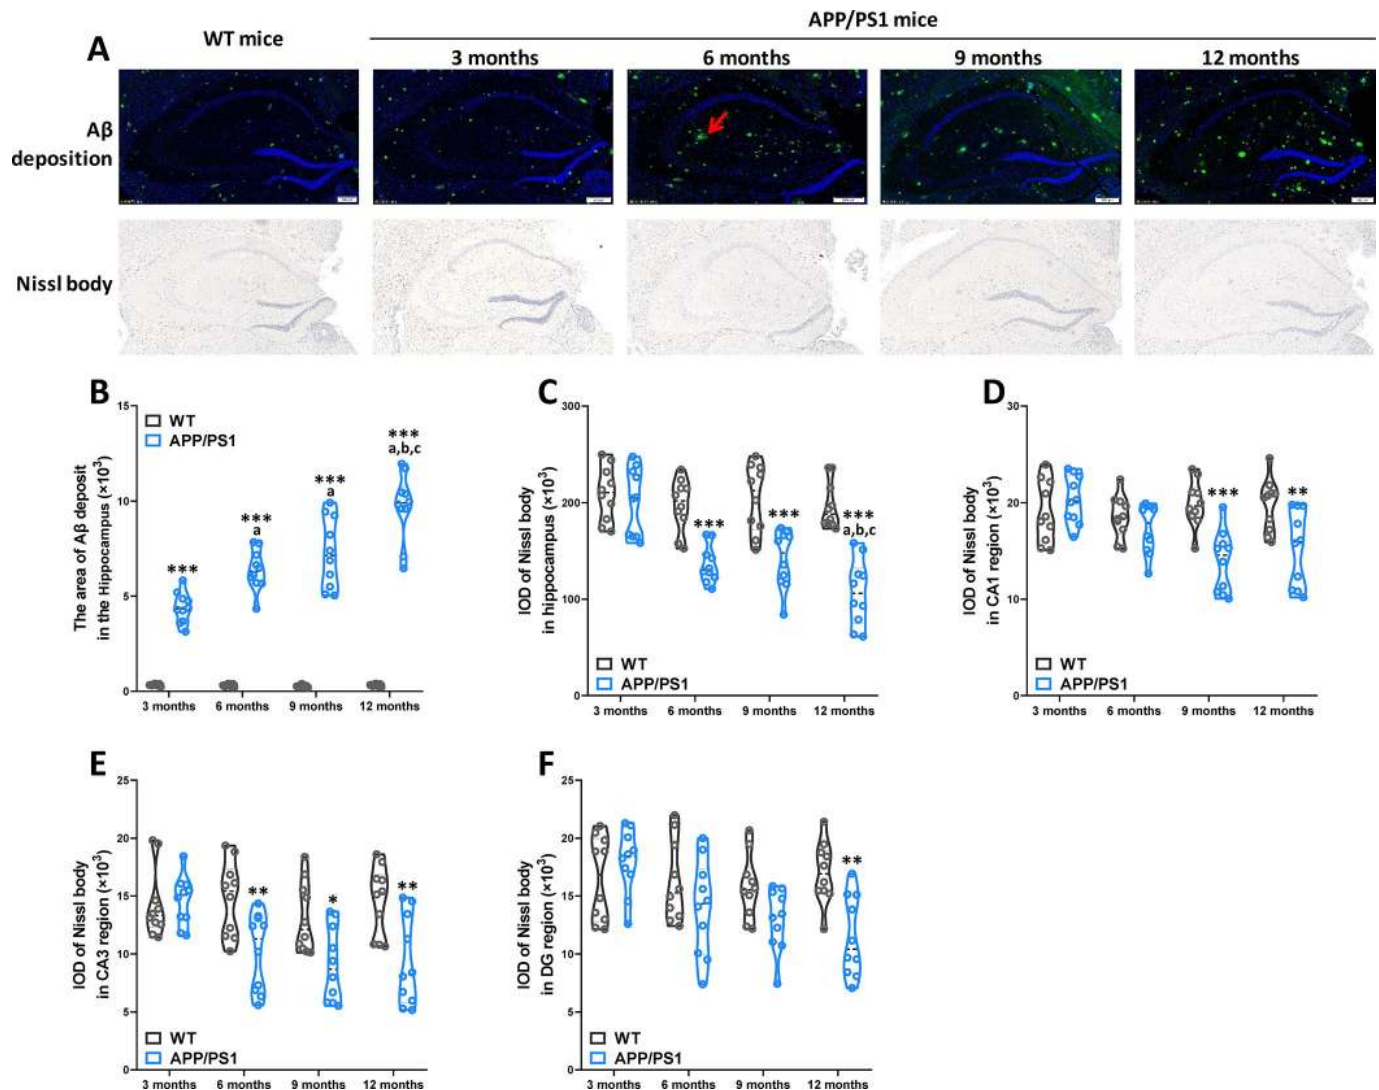 APP/PS1 mice
A
WT mice
3 months
6 months
9 months
12 months
Aβ
deposition
Nissl body
B
The area of Aβ deposit
in the Hippocampus (×10³)
15
10
5
0
WT
APP/PS1
***
***
a
***
a
***
a,b,c
3 months
6 months
9 months
12 months
C
IOD of Nissl body
in hippocampus (×10³)
300
200
100
0
***
***
***
a,b,c
WT
APP/PS1
3 months
6 months
9 months
12 months
D
IOD of Nissl body
in CA1 region (×10³)
30
20
10
0
***
**
WT
APP/PS1
3 months
6 months
9 months
12 months
E
IOD of Nissl body
in CA3 region (×10³)
25
20
15
10
5
0
**
*
**
WT
APP/PS1
3 months
6 months
9 months
12 months
F
IOD of Nissl body
in DG region (×10³)
25
20
15
10
5
0
**
WT
APP/PS1
3 months
6 months
9 months
12 months